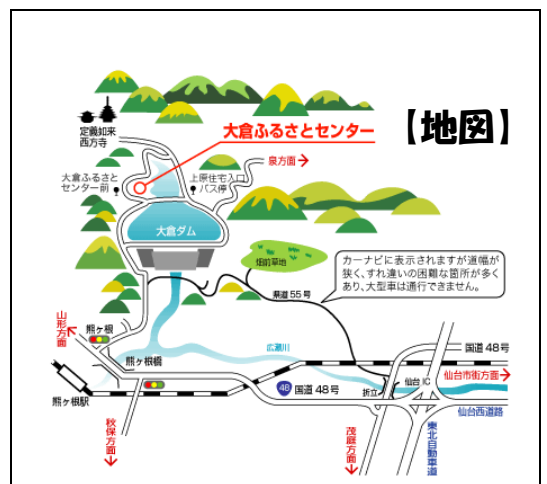 【地図】
定義如来
西方寺
大倉ふるさとセンター
泉方面
大倉ふるさと
センター前
上原住宅入口
バス停
大倉ダム
畑前草地
カーナビに表示されますが道幅が
狭く、すれ違いの困難な箇所が多く
あり、大型車は通行できません。
県道55号
山形方面
熊ヶ根
広瀬川
国道48号
熊ヶ根橋
仙台市街方面
仙台IC
熊ヶ根駅
48
国道48号
折立
仙台西道路
秋保方面
茂庭方面
東北自動車道